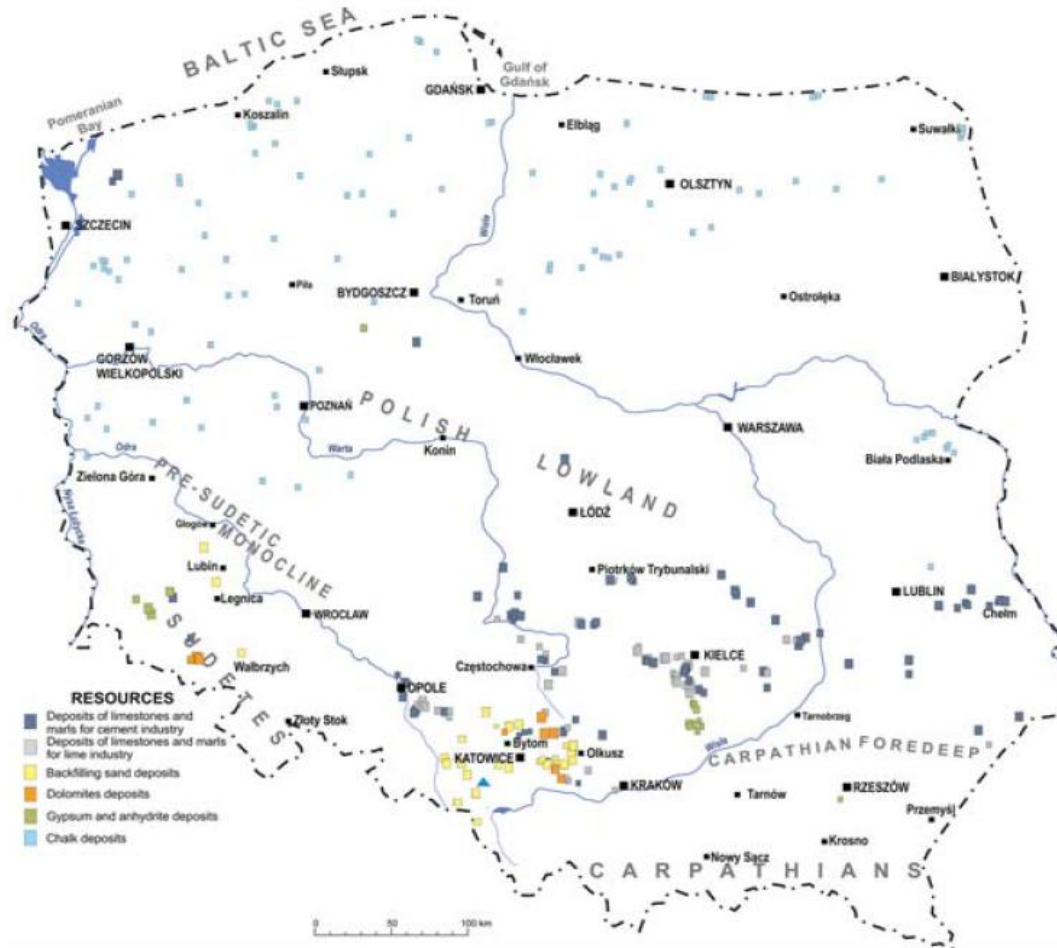 BALTIC SEA
Słupsk
Gulf of
Gdańsk
GDAŃSK
Pomeranian
Bay
Koszalin
Elbląg
Suwałki
OLSZTYN
SZCZECIN
Wisła
BIAŁYSTOK
Piła
BYDGOSZCZ
Toruń
Ostrołęka
Odra
GORZÓW
WIELKOPOLSKI
Włocławek
POZNAŃ
POLISH
LOWLAND
WARSZAWA
Odra
Warta
Konin
Biała Podlaska
Zielona Góra
PRE-SUDETIC
MONOCLINE
Nysa Łużycka
Głogów
ŁÓDŹ
Lubin
Piotrków Trybunalski
Legnica
WROCŁAW
LUBLIN
Chełm
SUDETES
Wałbrzych
Częstochowa
KIELCE
OPOLE
RESOURCES
Deposits of limestones and
marls for cement industry
Deposits of limestones and marls
for lime industry
Backfilling sand deposits
Dolomites deposits
Gypsum and anhydrite deposits
Chalk deposits
Złoty Stok
Bytom
Olkusz
KATOWICE
Tarnobrzeg
Wisła
CARPATHIAN FOREDEEP
KRAKÓW
Tarnów
RZESZÓW
Przemyśl
Krosno
Nowy Sącz
CARPATHIANS
0 50 100 km